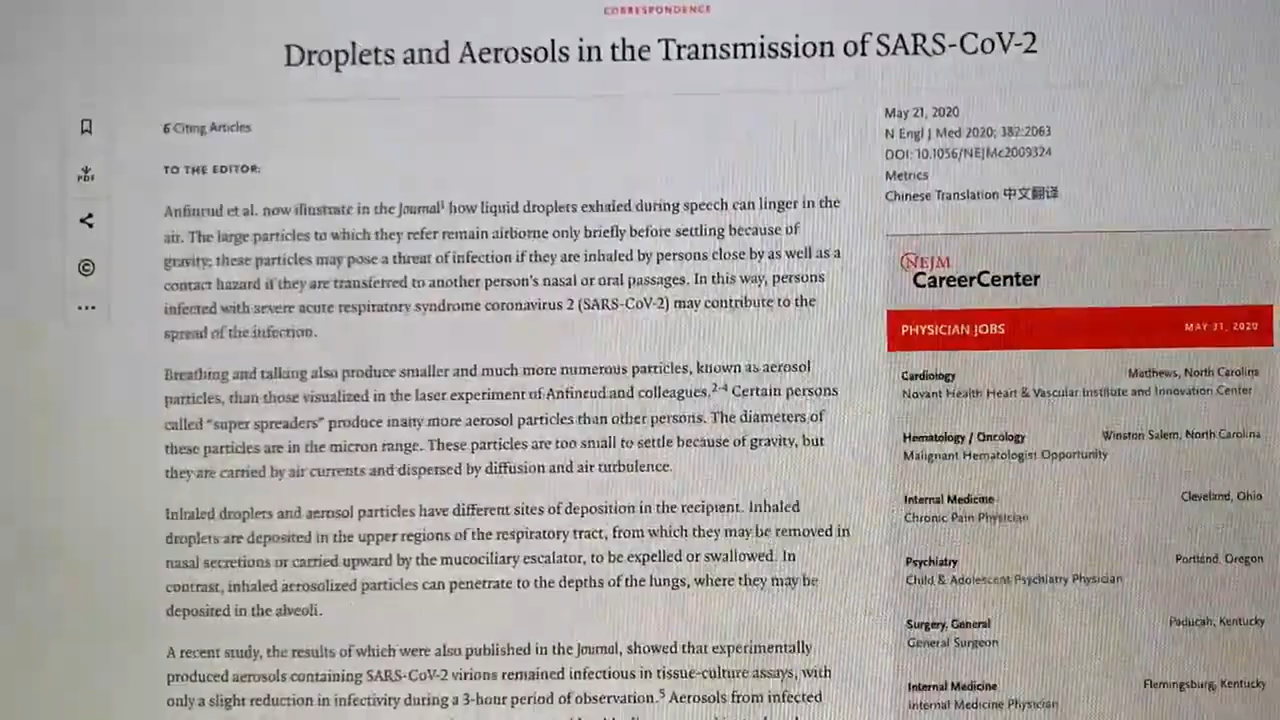 CORRESPONDENCE
Droplets and Aerosols in the Transmission of SARS-CoV-2
6 Citing Articles
TO THE EDITOR:
Anfinrud et al. now illustrate in the Journal1 how liquid droplets exhaled during speech can linger in the
air. The large particles to which they refer remain airborne only briefly before settling because of
gravity; these particles may pose a threat of infection if they are inhaled by persons close by as well as a
contact hazard if they are transferred to another person's nasal or oral passages. In this way, persons
infected with severe acute respiratory syndrome coronavirus 2 (SARS-CoV-2) may contribute to the
spread of the infection.
Breathing and talking also produce smaller and much more numerous particles, known as aerosol
particles, than those visualized in the laser experiment of Anfinrud and colleagues.2-4 Certain persons
called “super spreaders” produce many more aerosol particles than other persons. The diameters of
these particles are in the micron range. These particles are too small to settle because of gravity, but
they are carried by air currents and dispersed by diffusion and air turbulence.
Inhaled droplets and aerosol particles have different sites of deposition in the recipient. Inhaled
droplets are deposited in the upper regions of the respiratory tract, from which they may be removed in
nasal secretions or carried upward by the mucociliary escalator, to be expelled or swallowed. In
contrast, inhaled aerosolized particles can penetrate to the depths of the lungs, where they may be
deposited in the alveoli.
A recent study, the results of which were also published in the Journal, showed that experimentally
produced aerosols containing SARS-CoV-2 virions remained infectious in tissue-culture assays, with
only a slight reduction in infectivity during a 3-hour period of observation.5 Aerosols from infected
PDF
May 21, 2020
N Engl J Med 2020; 382:2063
DOI: 10.1056/NEJMc2009324
Metrics
Chinese Translation 中文翻译
NEJM
CareerCenter
PHYSICIAN JOBS MAY 31, 2020
Cardiology Matthews, North Carolina
Novant Health Heart & Vascular Institute and Innovation Center
Hematology / Oncology Winston Salem, North Carolina
Malignant Hematologist Opportunity
Internal Medicine Cleveland, Ohio
Chronic Pain Physician
Psychiatry Portland, Oregon
Child & Adolescent Psychiatry Physician
Surgery, General Paducah, Kentucky
General Surgeon
Internal Medicine Flemingsburg, Kentucky
Internal Medicine Physician